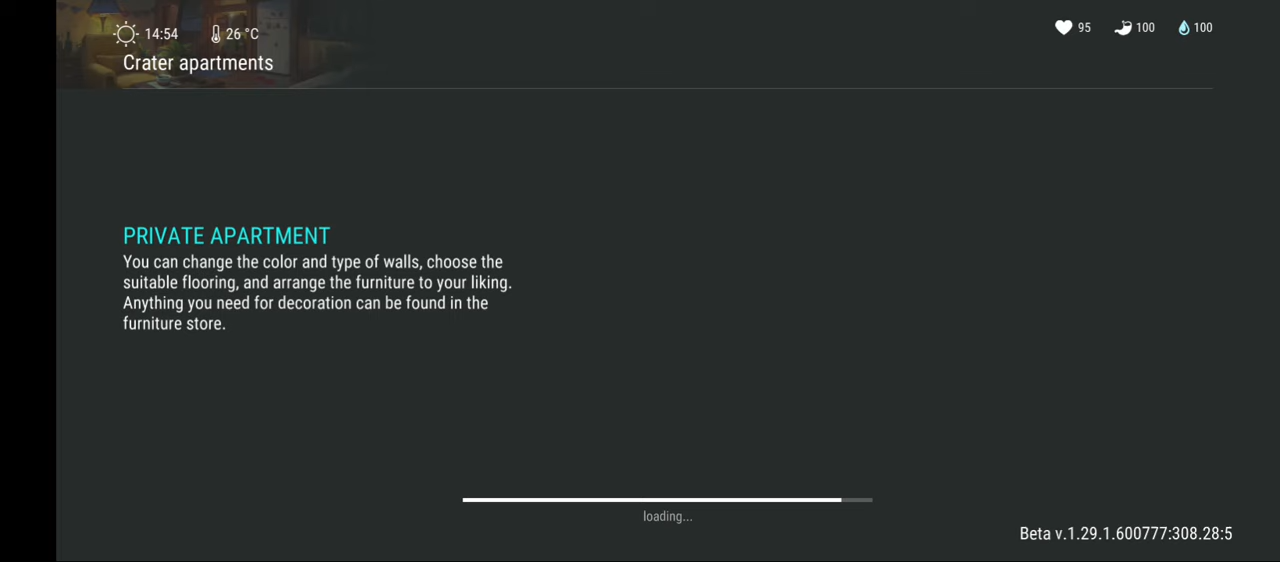 14:54 26 °C
Crater apartments
95 100 100
PRIVATE APARTMENT
You can change the color and type of walls, choose the
suitable flooring, and arrange the furniture to your liking.
Anything you need for decoration can be found in the
furniture store.
loading...
Beta v.1.29.1.600777:308.28:5